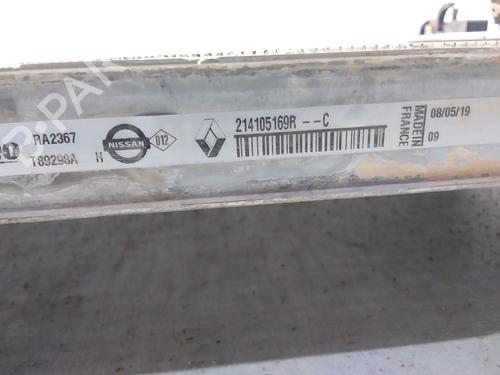 RA2367
T89298A H
NISSAN
012
214105169R --C
MADE IN
FRANCE
08/05/19
09